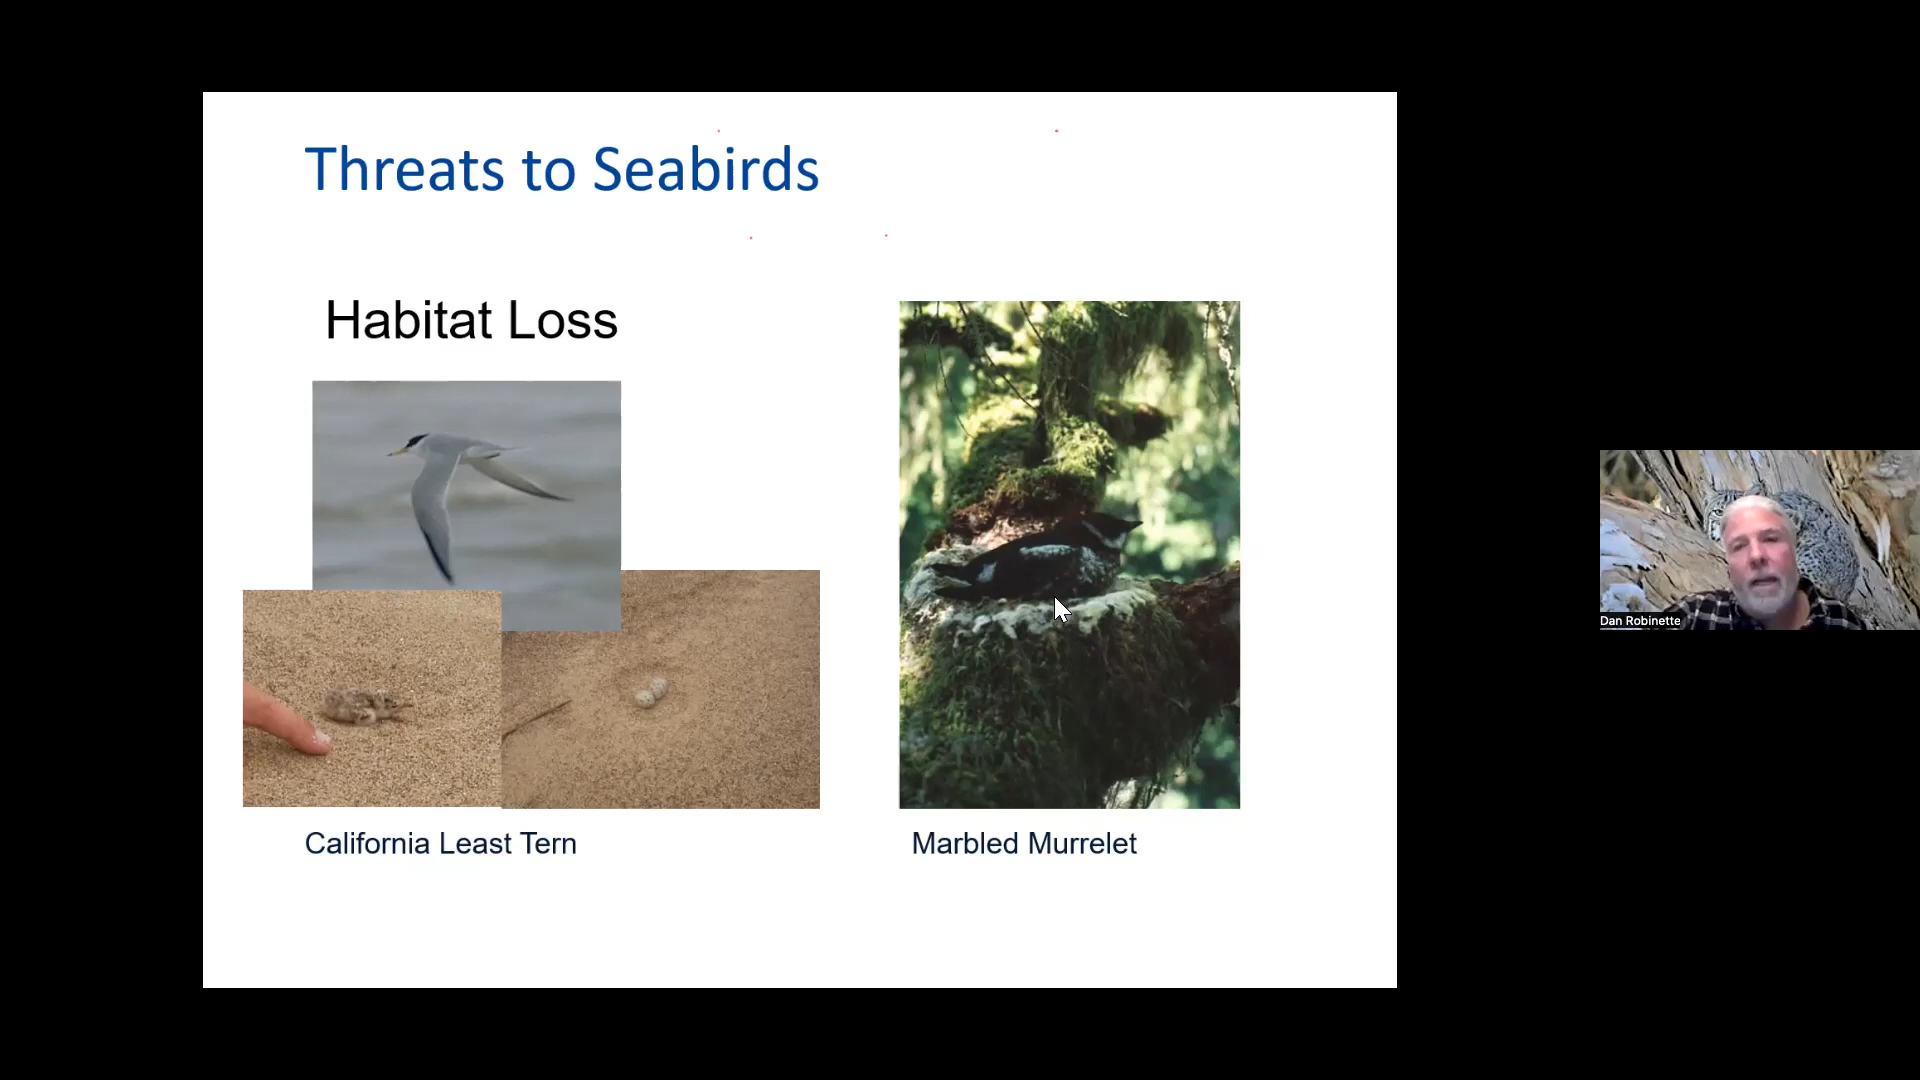 Threats to Seabirds
Habitat Loss
California Least Tern
Marbled Murrelet
Dan Robinette